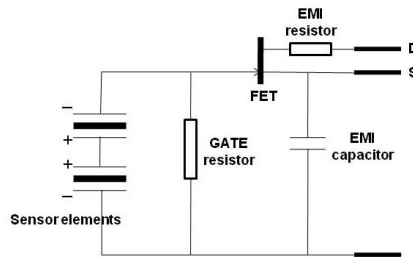 EMI
resistor
D
S
FET
−
+
+
−
GATE
resistor
EMI
capacitor
Sensor elements